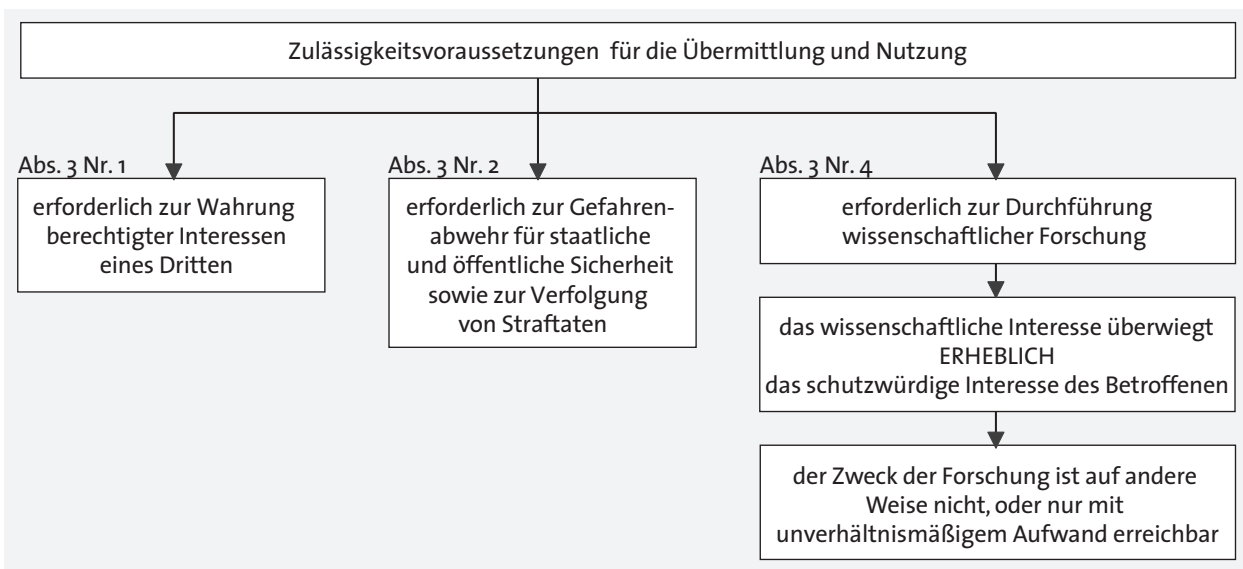 Zulässigkeitsvoraussetzungen für die Übermittlung und Nutzung
Abs. 3 Nr. 1
erforderlich zur Wahrung
berechtigter Interessen
eines Dritten
Abs. 3 Nr. 2
erforderlich zur Gefahren-
abwehr für staatliche
und öffentliche Sicherheit
sowie zur Verfolgung
von Straftaten
Abs. 3 Nr. 4
erforderlich zur Durchführung
wissenschaftlicher Forschung
das wissenschaftliche Interesse überwiegt
ERHEBLICH
das schutzwürdige Interesse des Betroffenen
der Zweck der Forschung ist auf andere
Weise nicht, oder nur mit
unverhältnismäßigem Aufwand erreichbar